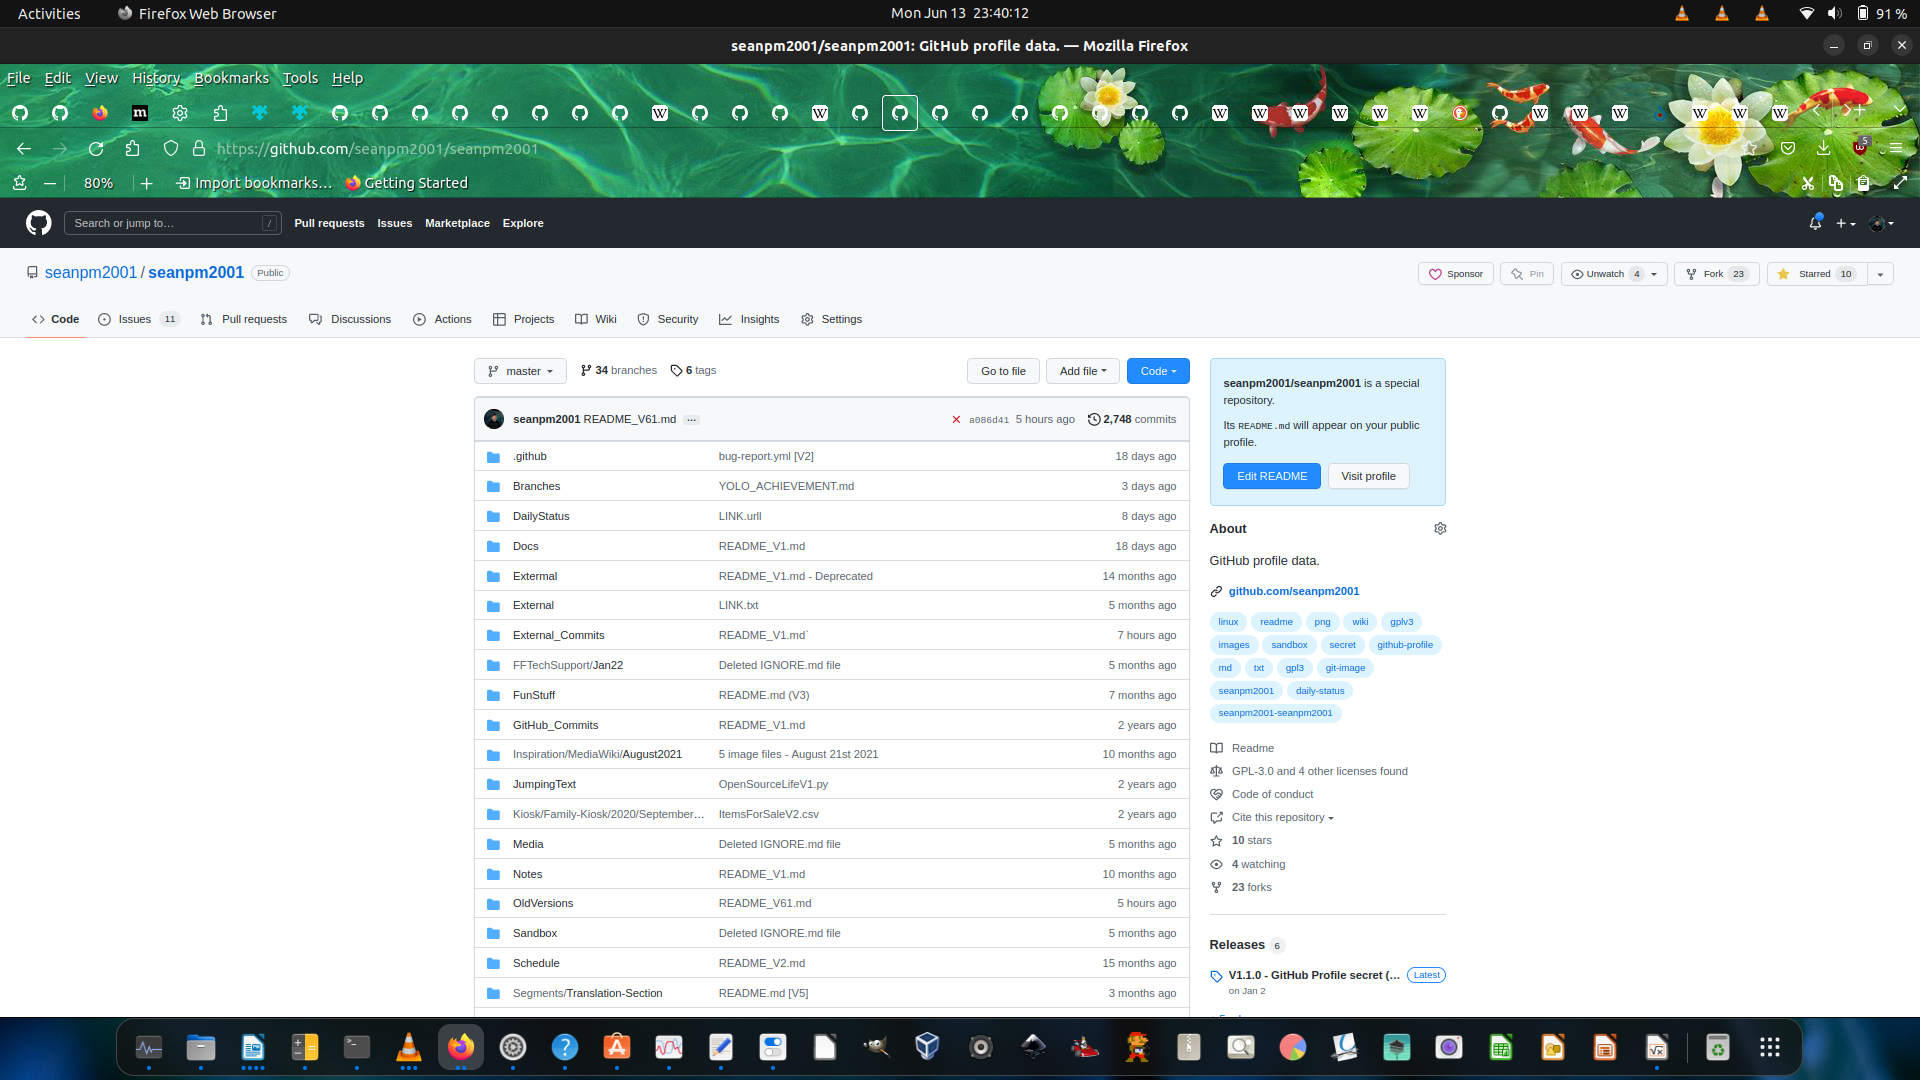 Activities Firefox Web Browser Mon Jun 13 23:40:12 91 %
seanpm2001/seanpm2001: GitHub profile data. — Mozilla Firefox
File Edit View History Bookmarks Tools Help
https://github.com/seanpm2001/seanpm2001 5
80% Import bookmarks… Getting Started
Search or jump to… / Pull requests Issues Marketplace Explore
seanpm2001 / seanpm2001 Public Sponsor Pin Unwatch 4 Fork 23 Starred 10
Code Issues 11 Pull requests Discussions Actions Projects Wiki Security Insights Settings
master 34 branches 6 tags Go to file Add file Code
seanpm2001 README_V61.md ... a086d41 5 hours ago 2,748 commits
.github bug-report.yml [V2] 18 days ago
Branches YOLO_ACHIEVEMENT.md 3 days ago
DailyStatus LINK.urll 8 days ago
Docs README_V1.md 18 days ago
Extermal README_V1.md - Deprecated 14 months ago
External LINK.txt 5 months ago
External_Commits README_V1.md` 7 hours ago
FFTechSupport/Jan22 Deleted IGNORE.md file 5 months ago
FunStuff README.md (V3) 7 months ago
GitHub_Commits README_V1.md 2 years ago
Inspiration/MediaWiki/August2021 5 image files - August 21st 2021 10 months ago
JumpingText OpenSourceLifeV1.py 2 years ago
Kiosk/Family-Kiosk/2020/September… ItemsForSaleV2.csv 2 years ago
Media Deleted IGNORE.md file 5 months ago
Notes README_V1.md 10 months ago
OldVersions README_V61.md 5 hours ago
Sandbox Deleted IGNORE.md file 5 months ago
Schedule README_V2.md 15 months ago
Segments/Translation-Section README.md [V5] 3 months ago
seanpm2001/seanpm2001 is a special
repository.
Its README.md will appear on your public
profile.
Edit README Visit profile
About
GitHub profile data.
github.com/seanpm2001
linux readme png wiki gplv3
images sandbox secret github-profile
md txt gpl3 git-image
seanpm2001 daily-status
seanpm2001-seanpm2001
Readme
GPL-3.0 and 4 other licenses found
Code of conduct
Cite this repository
10 stars
4 watching
23 forks
Releases 6
V1.1.0 - GitHub Profile secret (… Latest
on Jan 2